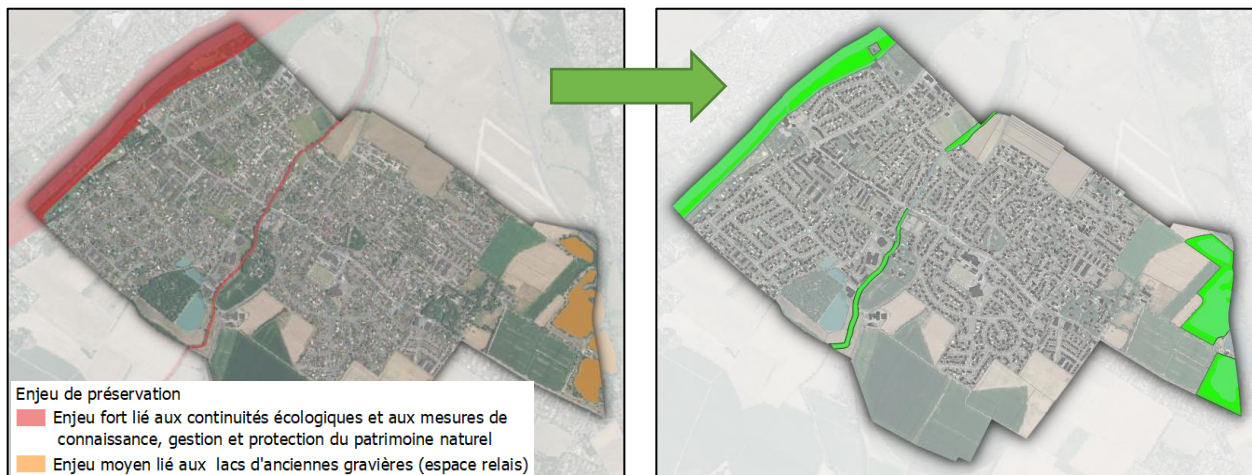 Enjeu de préservation
Enjeu fort lié aux continuités écologiques et aux mesures de
connaissance, gestion et protection du patrimoine naturel
Enjeu moyen lié aux lacs d'anciennes gravières (espace relais)